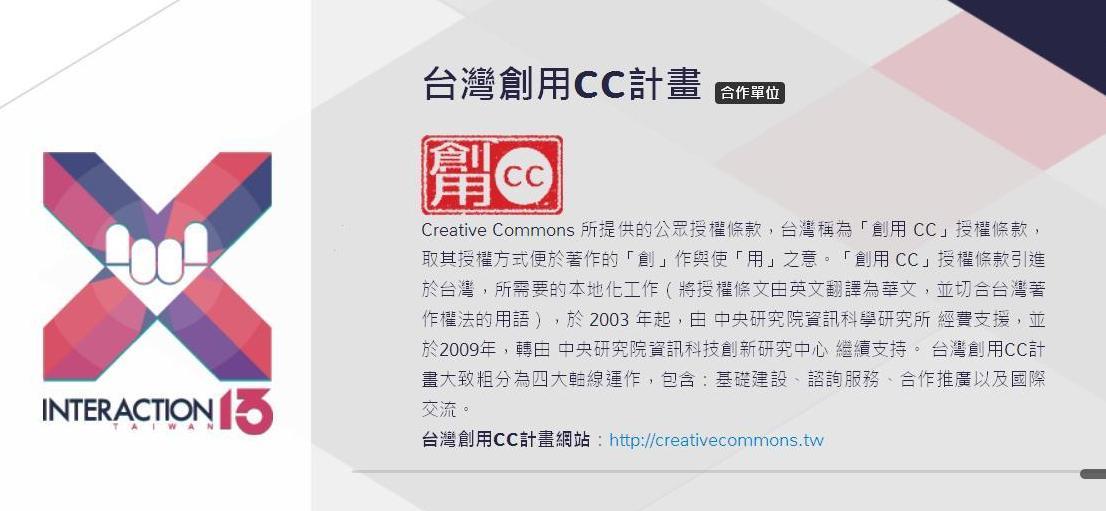 台灣創用CC計畫 合作單位
創用 CC
Creative Commons 所提供的公眾授權條款，台灣稱為「創用 CC」授權條款，
取其授權方式便於著作的「創」作與使「用」之意。「創用 CC」授權條款引進
於台灣，所需要的本地化工作（將授權條文由英文翻譯為華文，並切合台灣著
作權法的用語），於 2003 年起，由 中央研究院資訊科學研究所 經費支援，並
於2009年，轉由 中央研究院資訊科技創新研究中心 繼續支持。 台灣創用CC計
畫大致粗分為四大軸線運作，包含：基礎建設、諮詢服務、合作推廣以及國際
交流。
台灣創用CC計畫網站：http://creativecommons.tw
INTERACTION 13
TAIWAN